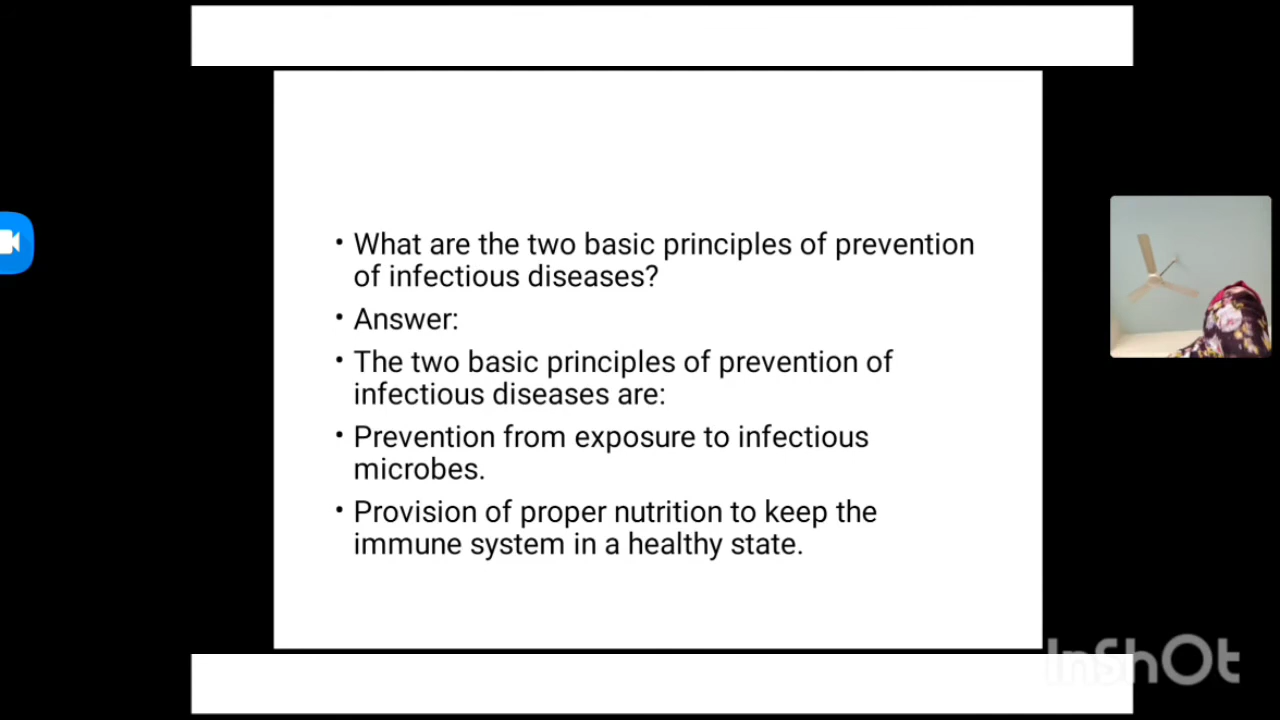 • What are the two basic principles of prevention
of infectious diseases?
• Answer:
• The two basic principles of prevention of
infectious diseases are:
• Prevention from exposure to infectious
microbes.
• Provision of proper nutrition to keep the
immune system in a healthy state.
InShOt